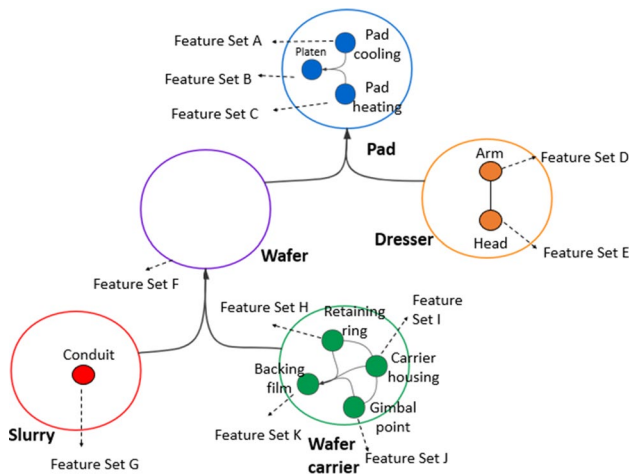 Feature Set A
Pad
cooling
Platen
Feature Set B
Pad
heating
Feature Set C
Pad
Arm
Feature Set D
Head
Dresser
Feature Set E
Wafer
Feature Set F
Feature Set H
Retaining
ring
Feature
Set I
Conduit
Backing
film
Carrier
housing
Gimbal
point
Slurry
Feature Set K
Wafer
carrier
Feature Set G
Feature Set J